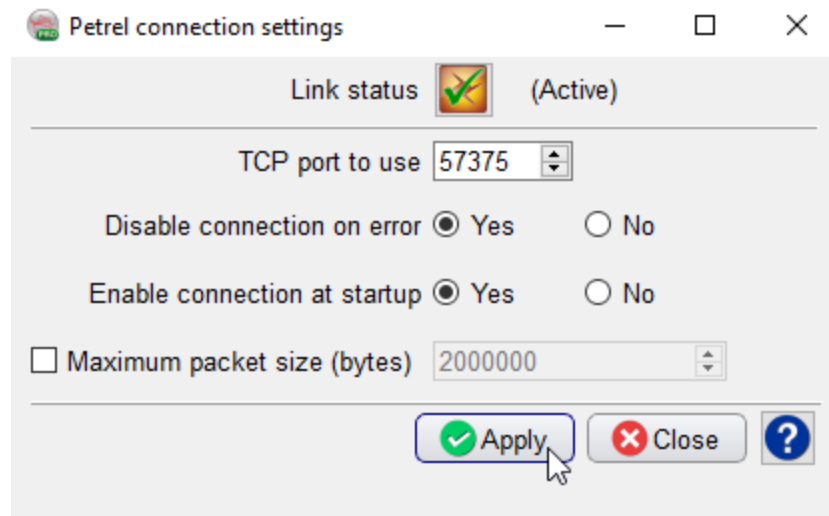 PRO Petrel connection settings
Link status (Active)
TCP port to use 57375
Disable connection on error Yes No
Enable connection at startup Yes No
Maximum packet size (bytes) 2000000
Apply Close ?